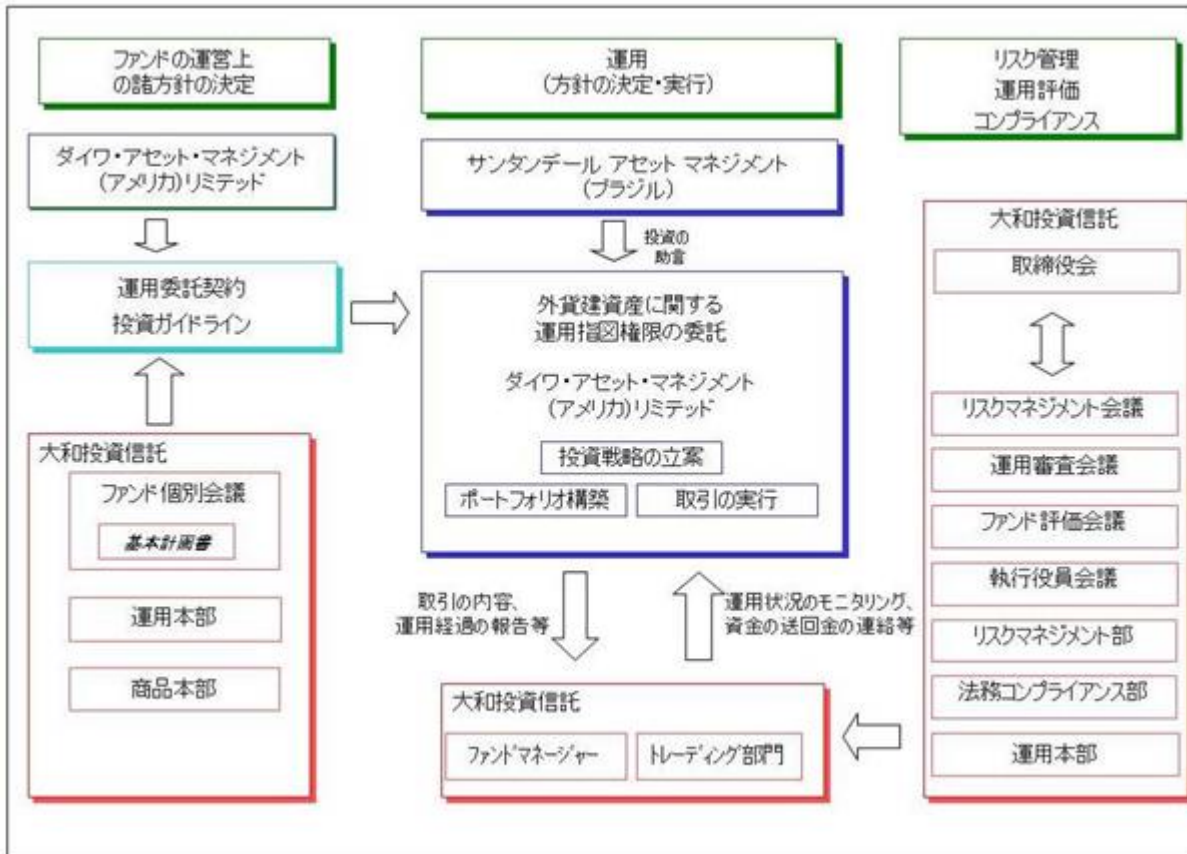 ファンドの運営上
の諸方針の決定
ダイワ・アセット・マネジメント
(アメリカ)リミテッド
運用委託契約
投資ガイドライン
大和投資信託
ファンド個別会議
基本計画書
運用本部
商品本部
運用
(方針の決定・実行)
サンタンデール アセット マネジメント
(ブラジル)
投資の
助言
外貨建資産に関する
運用指図権限の委託
ダイワ・アセット・マネジメント
(アメリカ)リミテッド
投資戦略の立案
ポートフォリオ構築
取引の実行
取引の内容、
運用経過の報告等
運用状況のモニタリング、
資金の送回金の連絡等
大和投資信託
ファンドマネージャー
トレーディング部門
リスク管理
運用評価
コンプライアンス
大和投資信託
取締役会
リスクマネジメント会議
運用審査会議
ファンド評価会議
執行役員会議
リスクマネジメント部
法務コンプライアンス部
運用本部